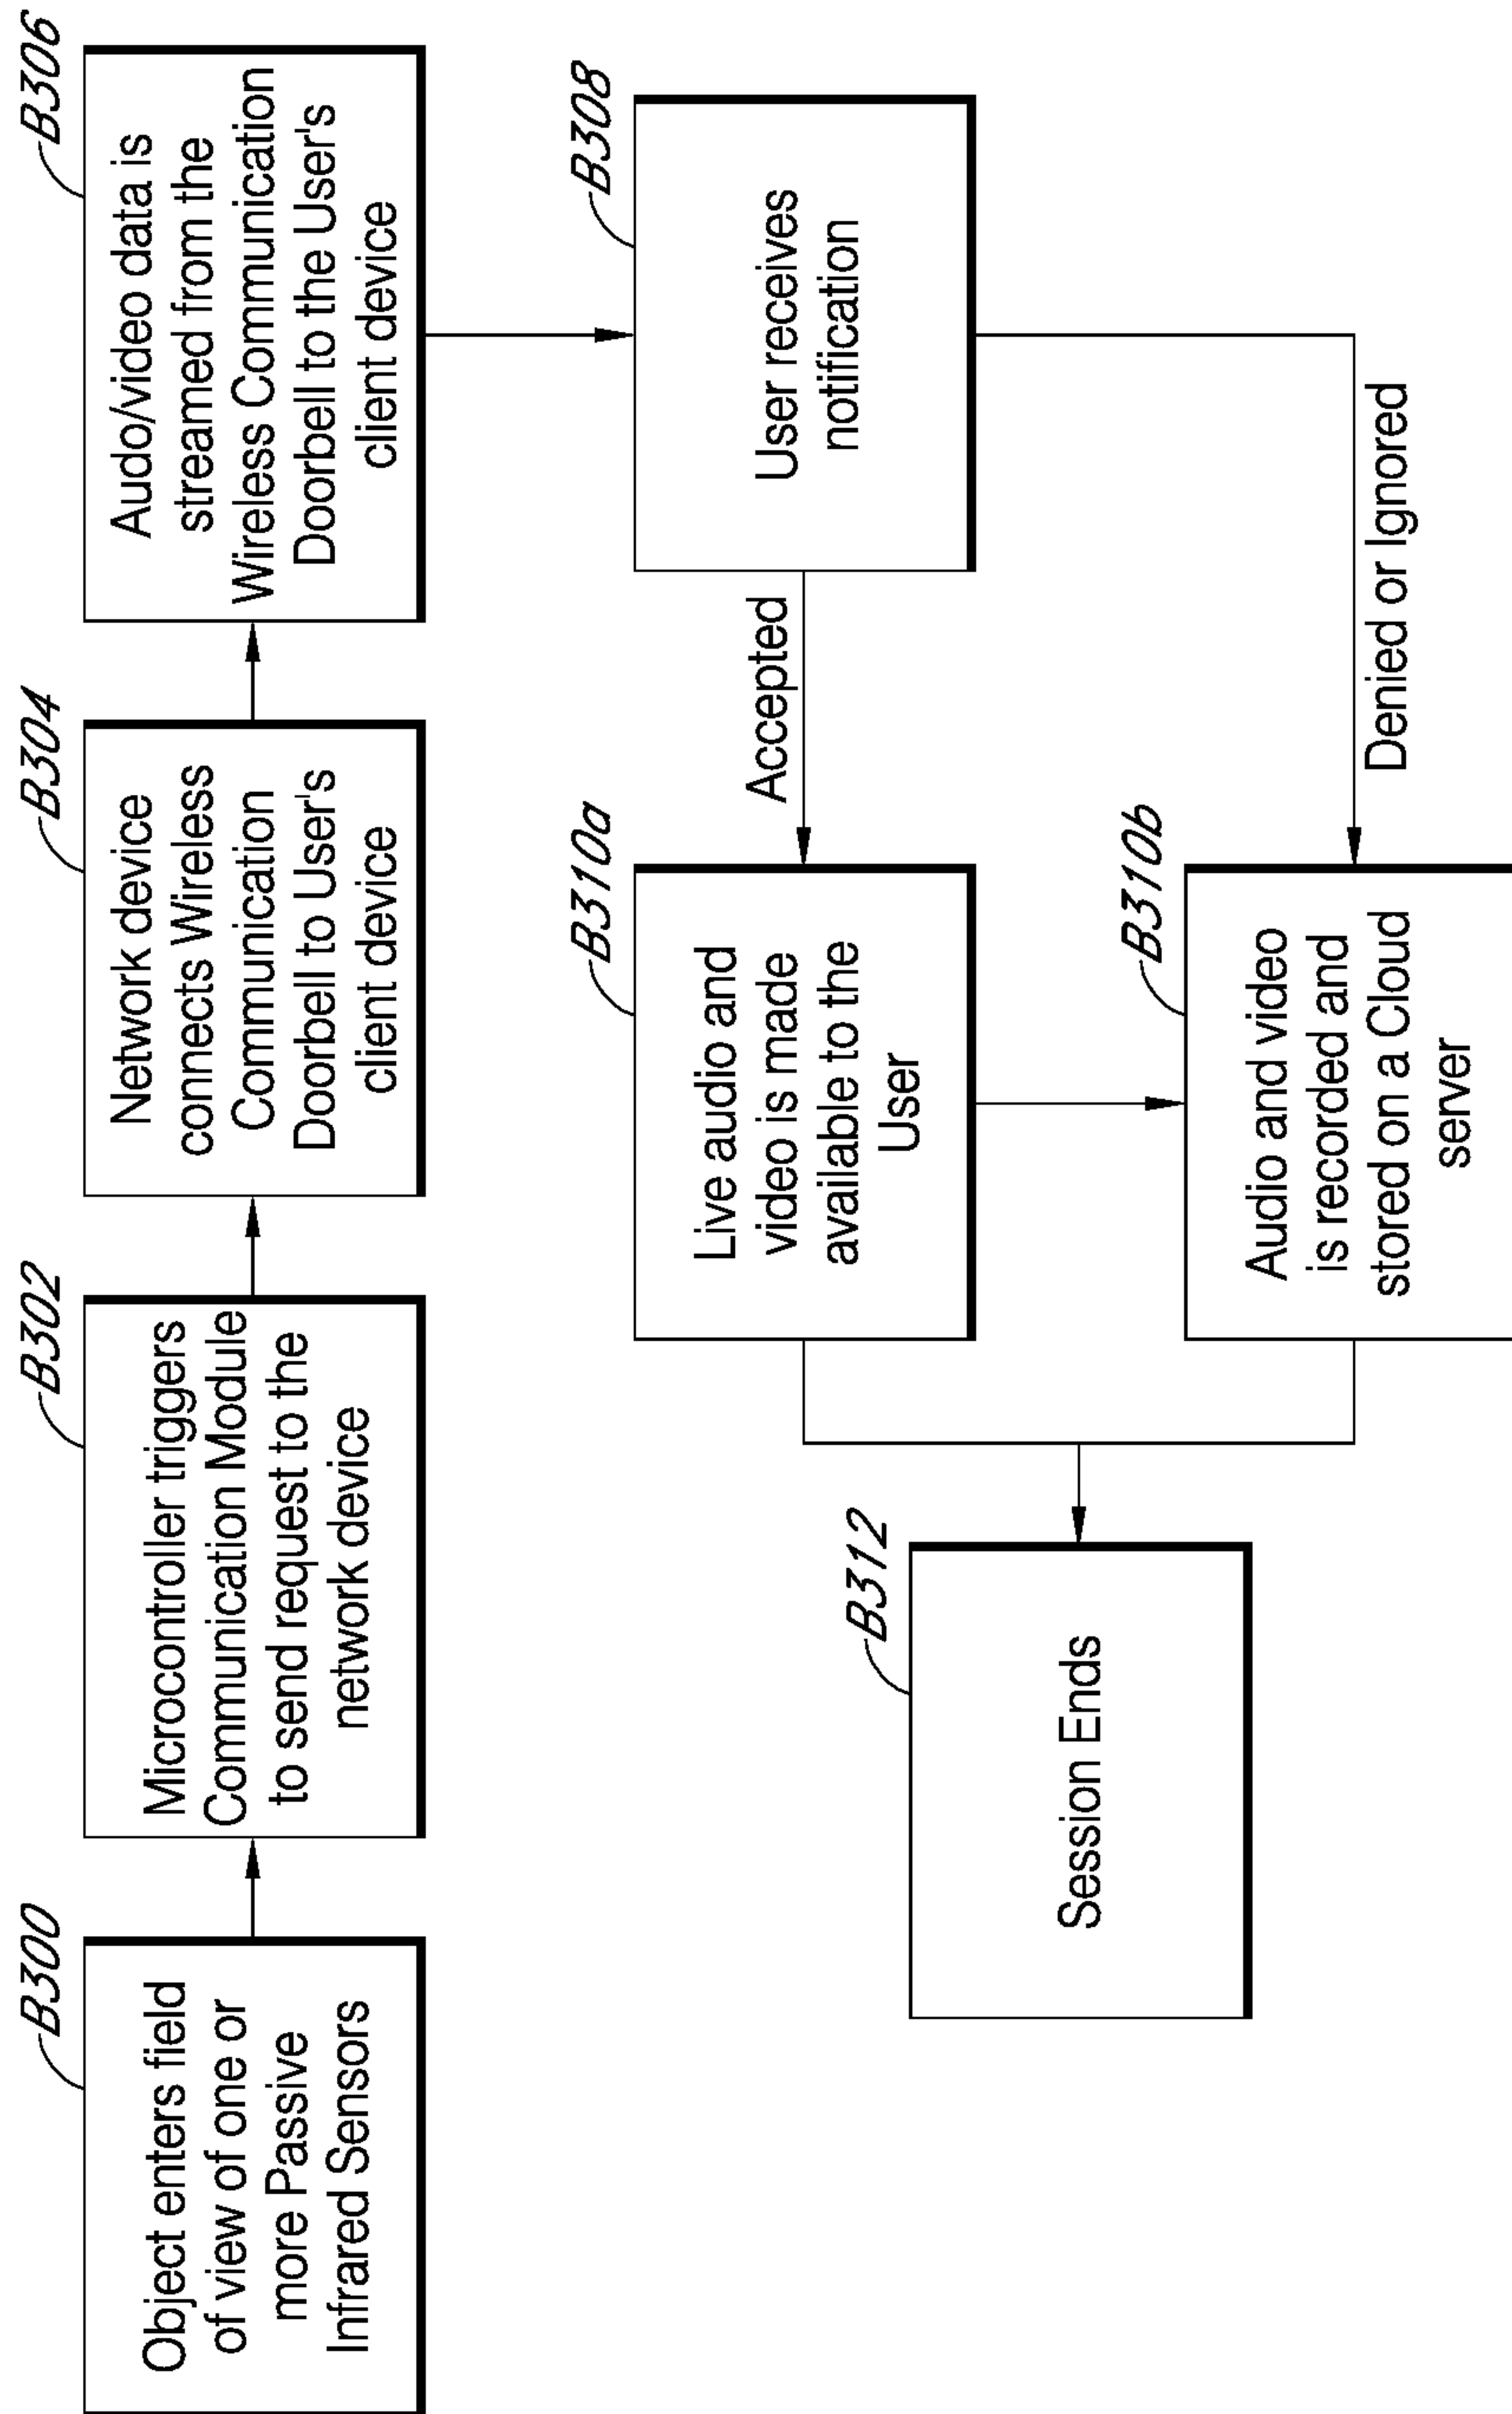 B300
Object enters field
of view of one or
more Passive
Infrared Sensors
B302
Microcontroller triggers
Communication Module
to send request to the
network device
B304
Network device
connects Wireless
Communication
Doorbell to User's
client device
B306
Audo/video data is
streamed from the
Wireless Communication
Doorbell to the User's
client device
B308
User receives
notification
Accepted
Denied or Ignored
B310a
Live audio and
video is made
available to the
User
B310b
Audio and video
is recorded and
stored on a Cloud
server
B312
Session Ends